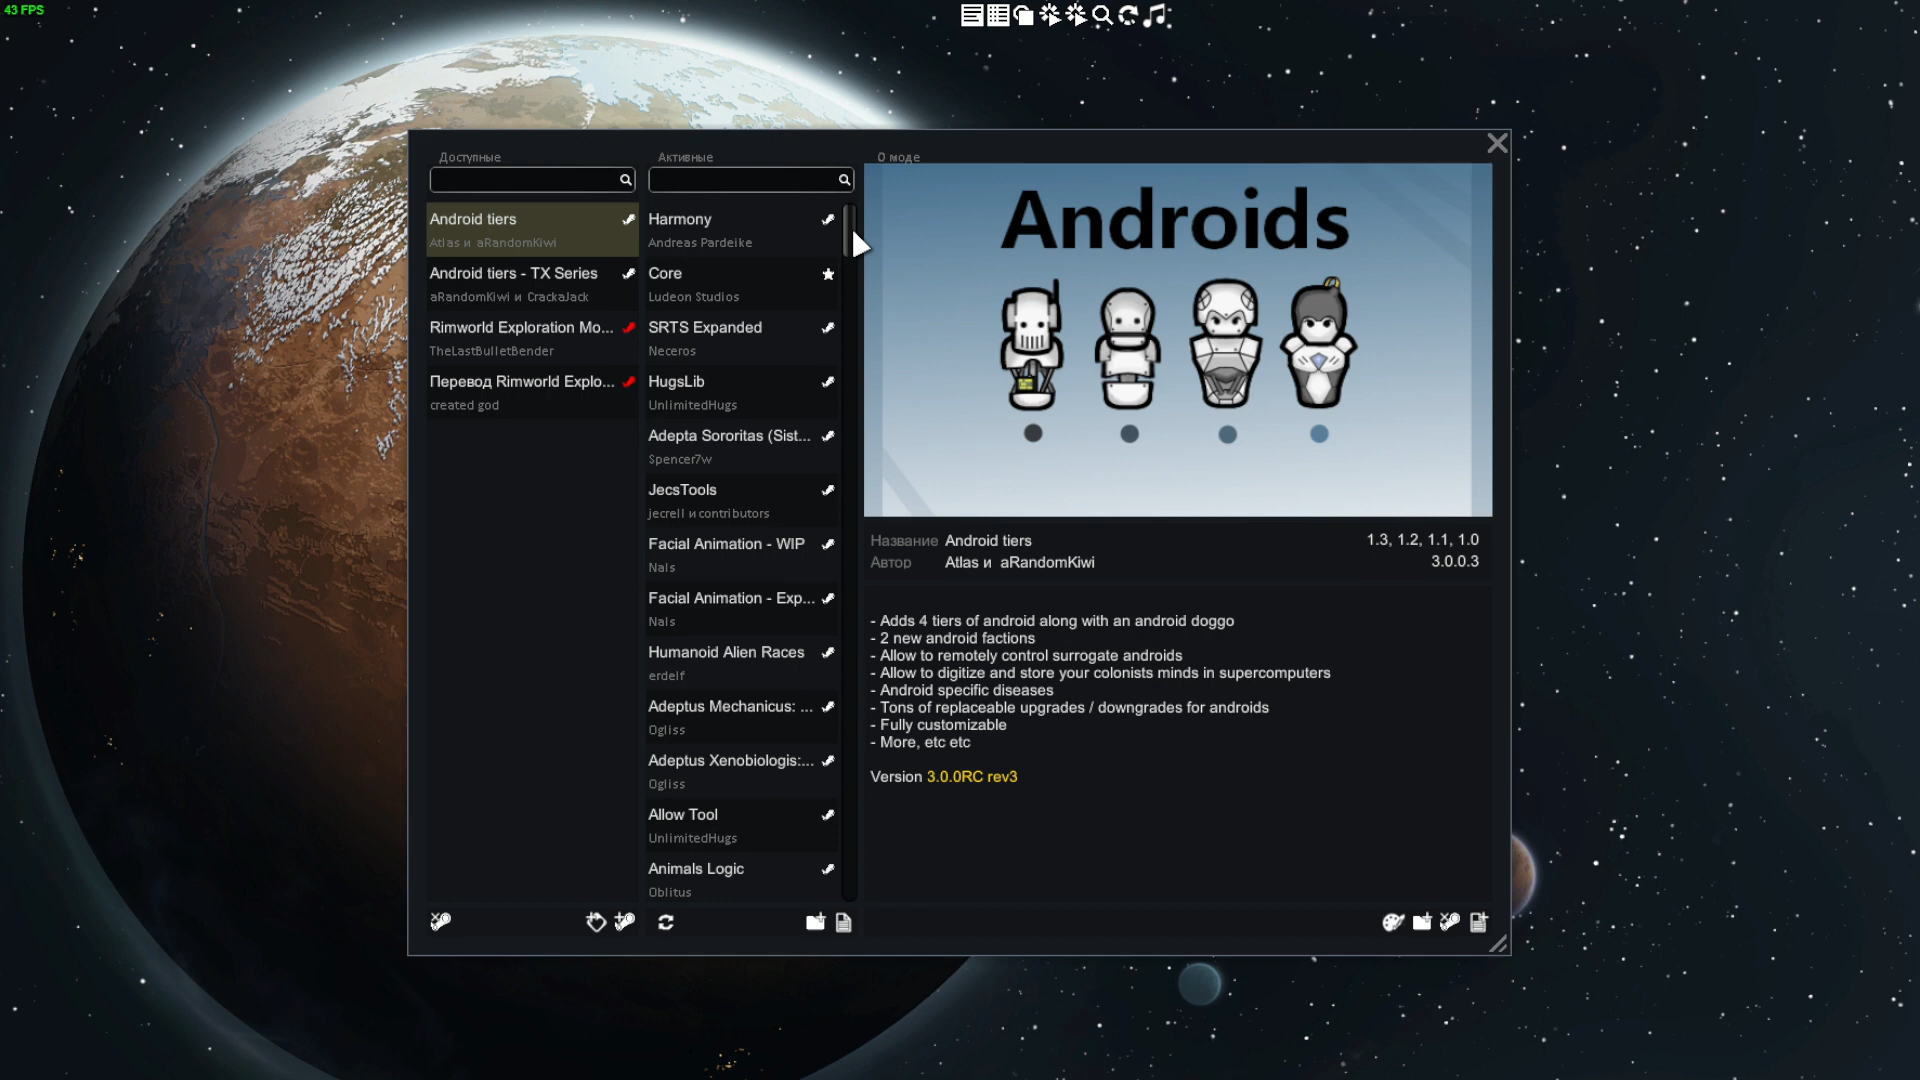 43 FPS
Доступные
Android tiers
Atlas и aRandomKiwi
Android tiers - TX Series
aRandomKiwi и CrackaJack
Rimworld Exploration Mo...
TheLastBulletBender
Перевод Rimworld Explo...
created god
Активные
Harmony
Andreas Pardeike
Core
Ludeon Studios
SRTS Expanded
Neceros
HugsLib
UnlimitedHugs
Adepta Sororitas (Sist...
Spencer7w
JecsTools
jecrell и contributors
Facial Animation - WIP
Nals
Facial Animation - Exp...
Nals
Humanoid Alien Races
erdelf
Adeptus Mechanicus: ...
Ogliss
Adeptus Xenobiologis:...
Ogliss
Allow Tool
UnlimitedHugs
Animals Logic
Oblitus
О моде
Androids
Название Android tiers 1.3, 1.2, 1.1, 1.0
Автор Atlas и aRandomKiwi 3.0.0.3
- Adds 4 tiers of android along with an android doggo
- 2 new android factions
- Allow to remotely control surrogate androids
- Allow to digitize and store your colonists minds in supercomputers
- Android specific diseases
- Tons of replaceable upgrades / downgrades for androids
- Fully customizable
- More, etc etc
Version 3.0.0RC rev3